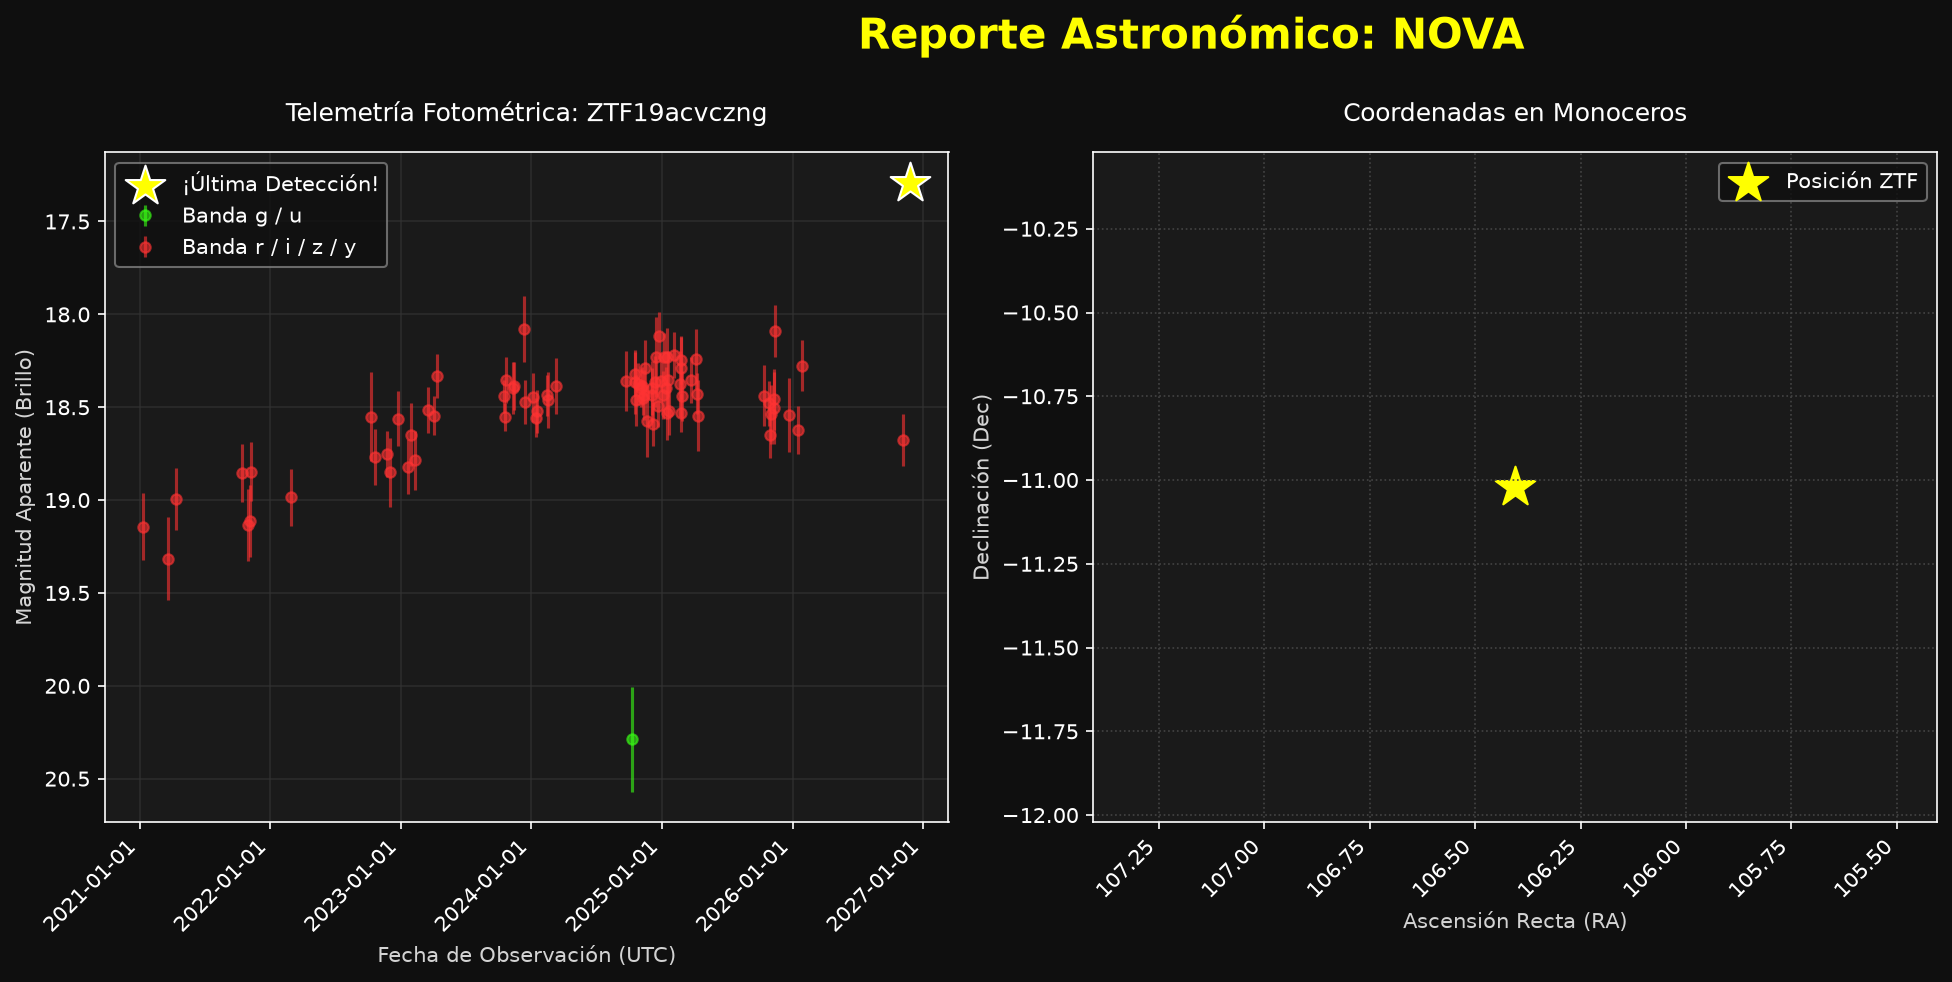 Reporte Astronómico: NOVA
Telemetría Fotométrica: ZTF19acvczng
¡Última Detección!
Banda g / u
Banda r / i / z / y
Magnitud Aparente (Brillo)
17.5
18.0
18.5
19.0
19.5
20.0
20.5
2021-01-01
2022-01-01
2023-01-01
2024-01-01
2025-01-01
2026-01-01
2027-01-01
Fecha de Observación (UTC)
Coordenadas en Monoceros
Posición ZTF
Declinación (Dec)
−10.25
−10.50
−10.75
−11.00
−11.25
−11.50
−11.75
−12.00
107.25
107.00
106.75
106.50
106.25
106.00
105.75
105.50
Ascensión Recta (RA)